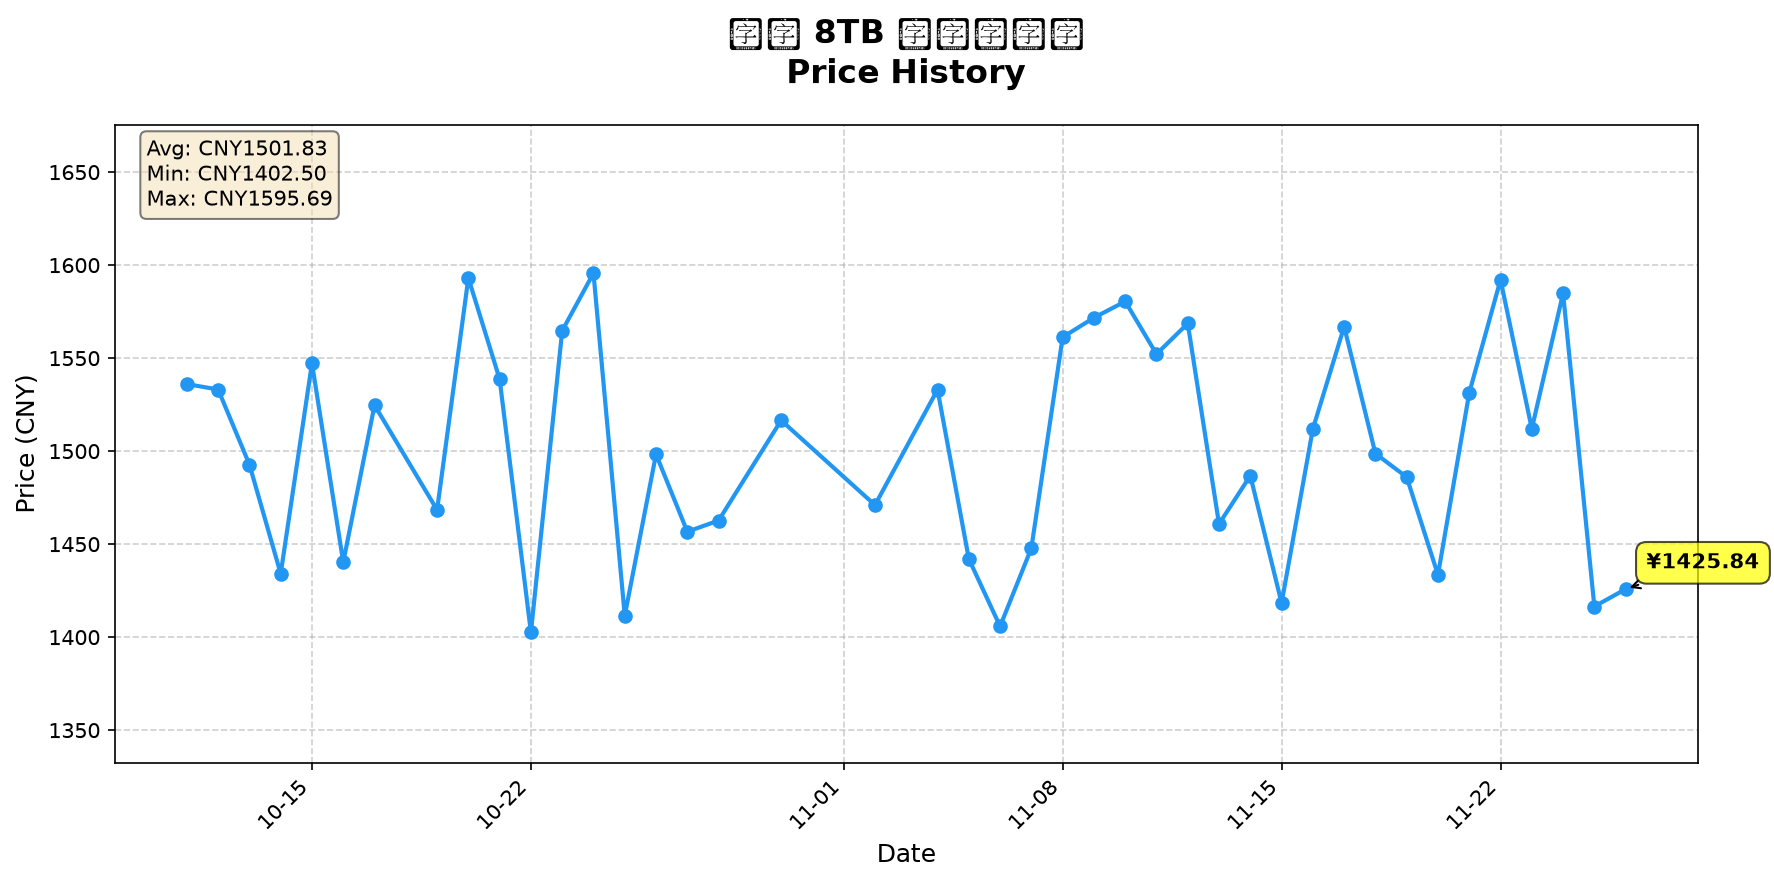 8TB
Price History
Avg: CNY1501.83
Min: CNY1402.50
Max: CNY1595.69
Price (CNY)
1650
1600
1550
1500
1450
1400
1350
¥1425.84
10-15
10-22
11-01
11-08
11-15
11-22
Date